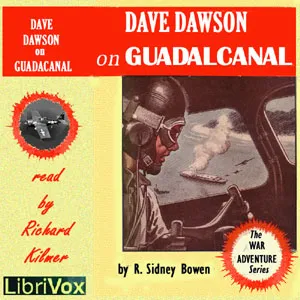 DAVE
DAWSON
on
GUADACANAL
read
by
Richard
Kilmer
LibriVox
DAVE DAWSON
on GUADALCANAL
by R. Sidney Bowen
The
WAR
ADVENTURE
Series